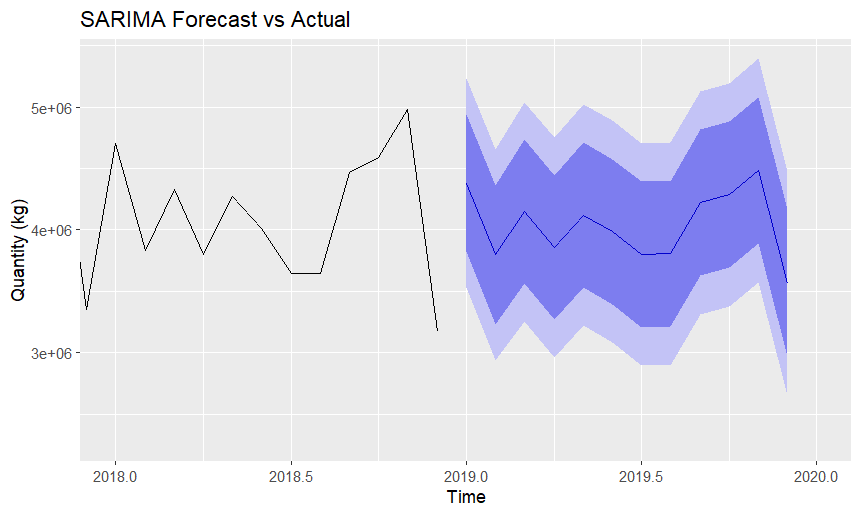 SARIMA Forecast vs Actual
Quantity (kg)
5e+06
4e+06
3e+06
2018.0 2018.5 2019.0 2019.5 2020.0
Time